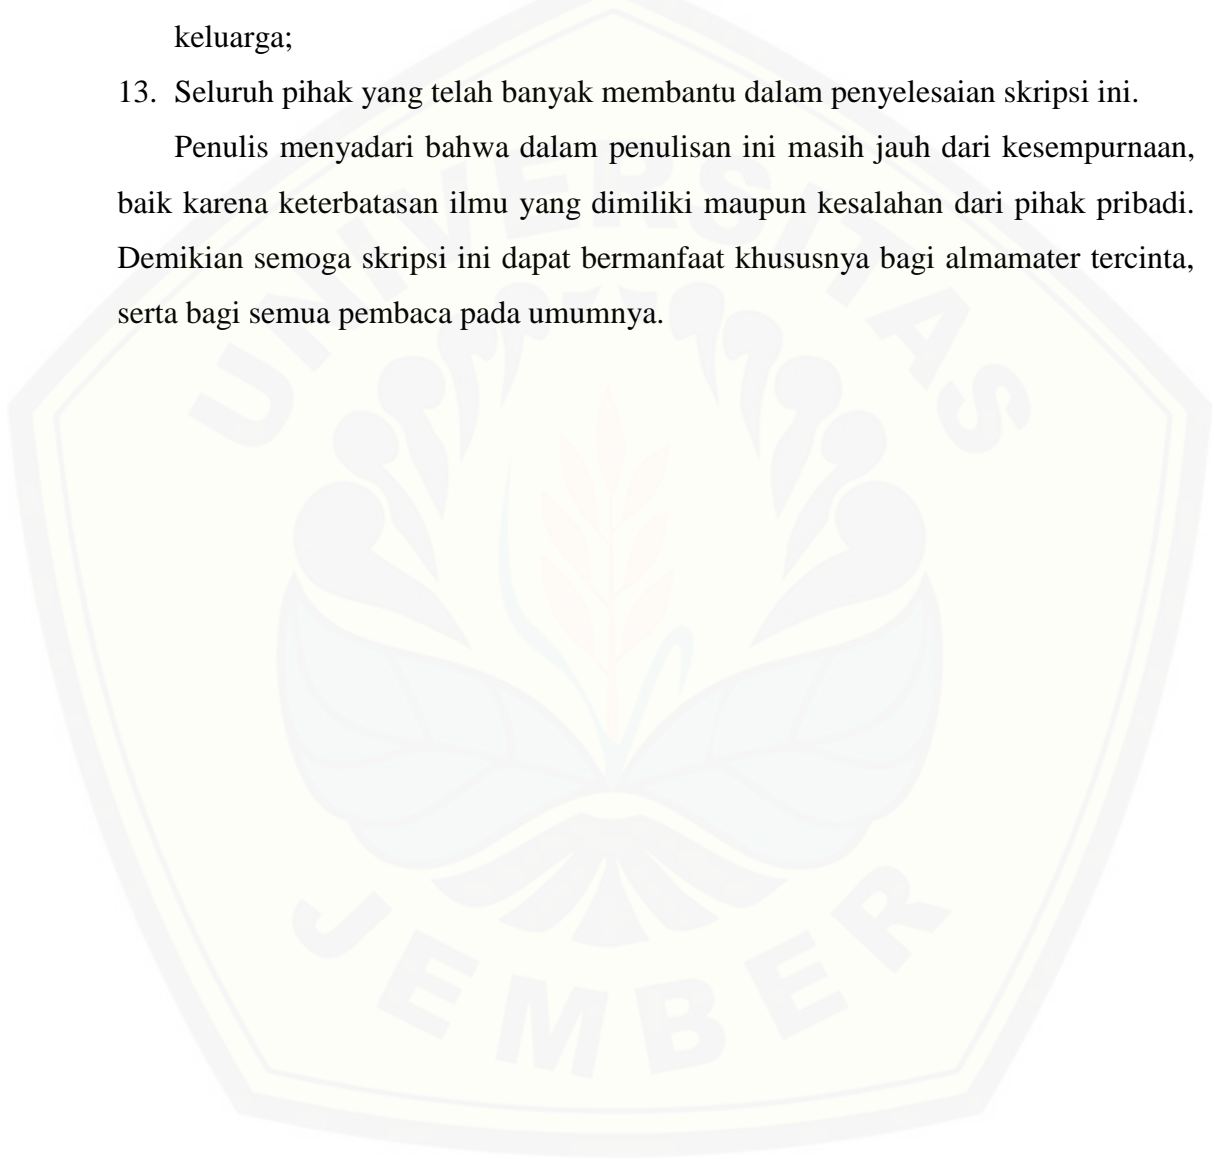 keluarga;
13. Seluruh pihak yang telah banyak membantu dalam penyelesaian skripsi ini.
Penulis menyadari bahwa dalam penulisan ini masih jauh dari kesempurnaan,
baik karena keterbatasan ilmu yang dimiliki maupun kesalahan dari pihak pribadi.
Demikian semoga skripsi ini dapat bermanfaat khususnya bagi almamater tercinta,
serta bagi semua pembaca pada umumnya.
UNIVERSITAS
JEMBER